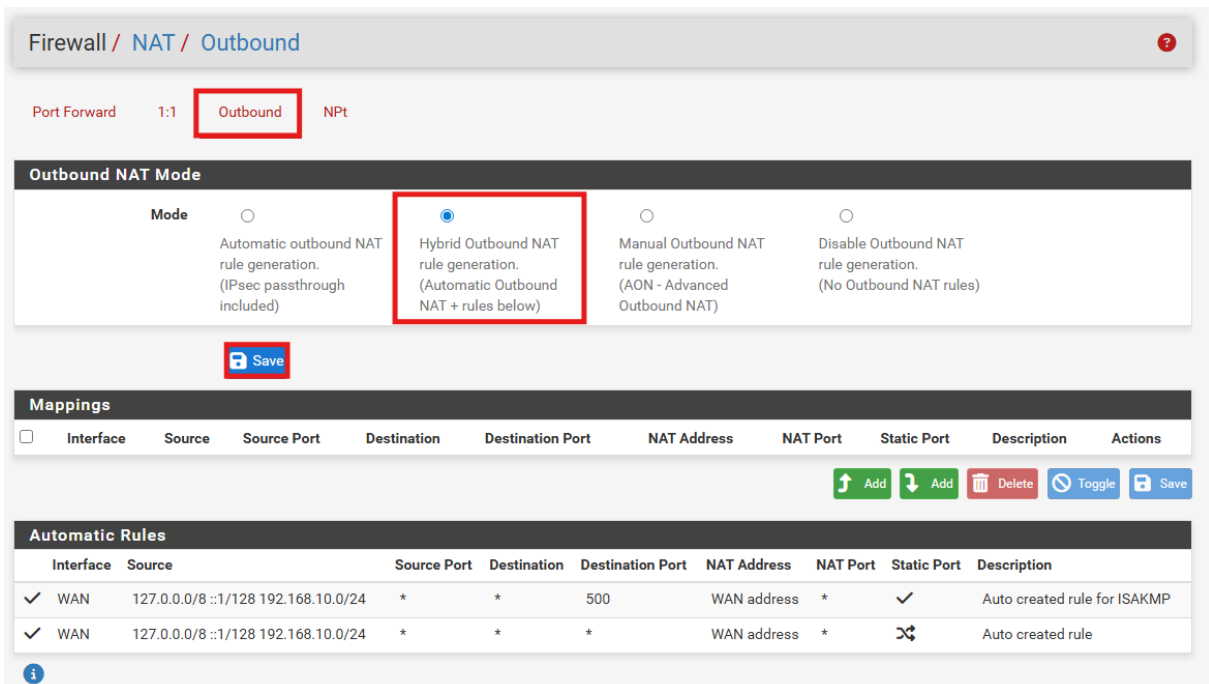 Firewall / NAT / Outbound
Port Forward 1:1 Outbound NPt
Outbound NAT Mode
Mode
Automatic outbound NAT
rule generation.
(IPsec passthrough
included)
Hybrid Outbound NAT
rule generation.
(Automatic Outbound
NAT + rules below)
Manual Outbound NAT
rule generation.
(AON - Advanced
Outbound NAT)
Disable Outbound NAT
rule generation.
(No Outbound NAT rules)
Save
Mappings
Interface Source Source Port Destination Destination Port NAT Address NAT Port Static Port Description Actions
Add Add Delete Toggle Save
Automatic Rules
Interface Source Source Port Destination Destination Port NAT Address NAT Port Static Port Description
WAN 127.0.0.0/8 ::1/128 192.168.10.0/24 * * 500 WAN address * Auto created rule for ISAKMP
WAN 127.0.0.0/8 ::1/128 192.168.10.0/24 * * * WAN address * Auto created rule